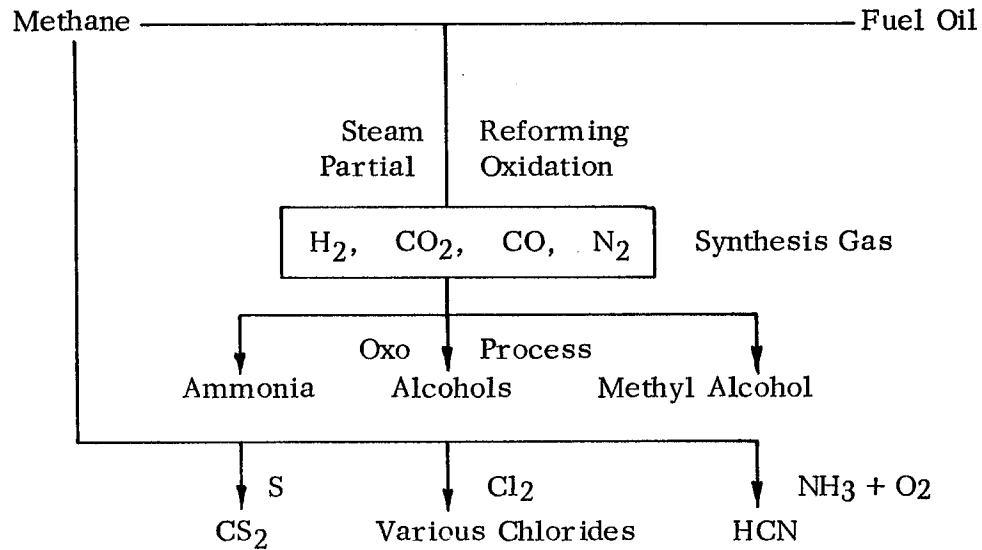 Methane Fuel Oil
Steam Reforming
Partial Oxidation
H₂, CO₂, CO, N₂ Synthesis Gas
Oxo Process
Ammonia Alcohols Methyl Alcohol
S Cl₂ NH₃ + O₂
CS₂ Various Chlorides HCN